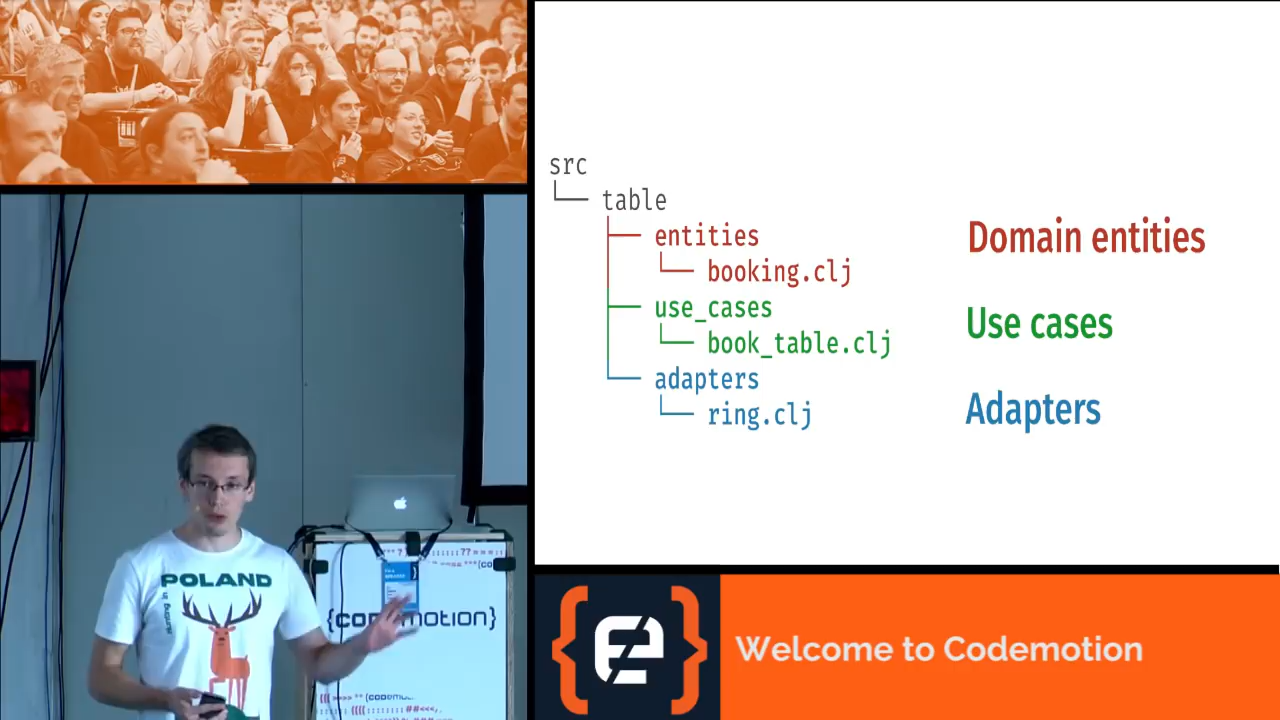 src
└── table
├── entities
└── booking.clj
├── use_cases
└── book_table.clj
└── adapters
└── ring.clj
Domain entities
Use cases
Adapters
POLAND
{codemotion}
Welcome to Codemotion